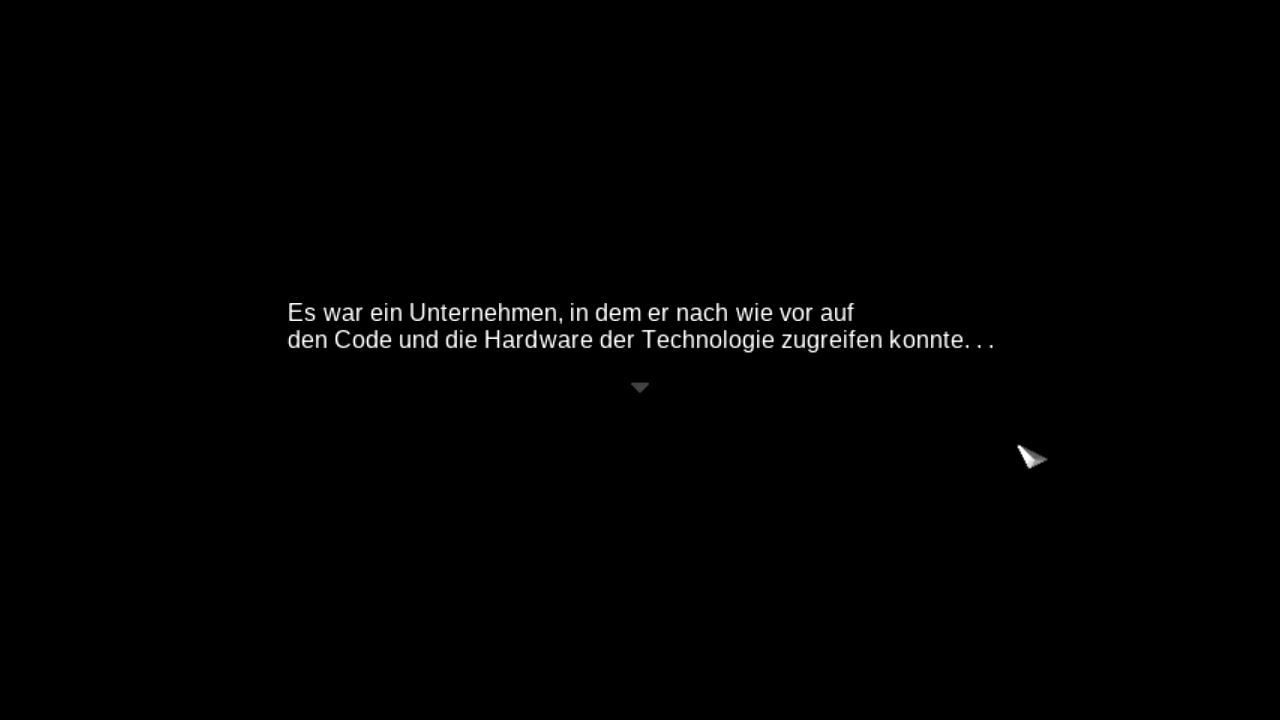 Es war ein Unternehmen, in dem er nach wie vor auf
den Code und die Hardware der Technologie zugreifen konnte. . .